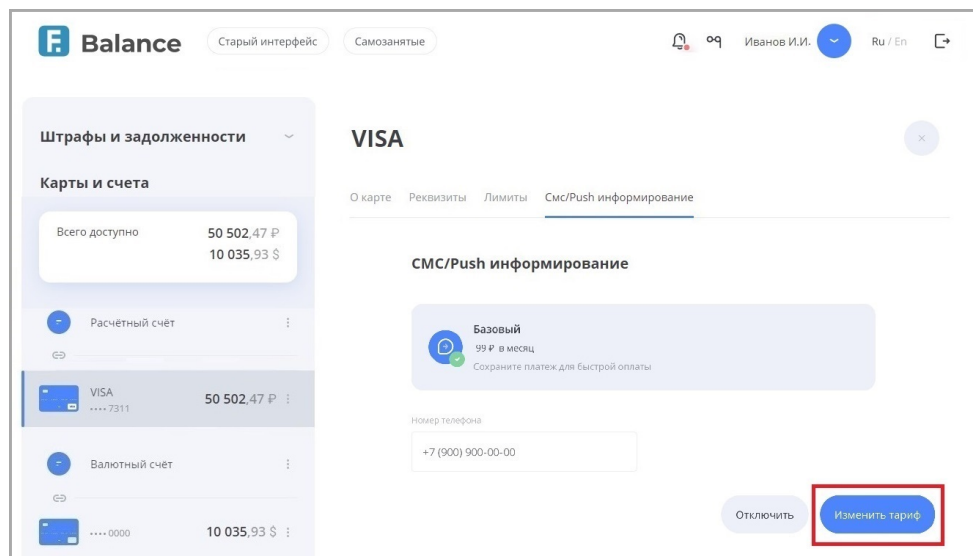 F. Balance
Старый интерфейс
Самозанятые
Иванов И.И.
Ru / En
Штрафы и задолженности
Карты и счета
Всего доступно
50 502,47 ₽
10 035,93 $
Расчётный счёт
VISA
50 502,47 ₽
•••• 7311
Валютный счёт
•••• 0000
10 035,93 $
VISA
О карте
Реквизиты
Лимиты
Смс/Push информирование
СМС/Push информирование
Базовый
99 ₽ в месяц
Сохраните платеж для быстрой оплаты
Номер телефона
+7 (900) 900-00-00
Отключить
Изменить тариф